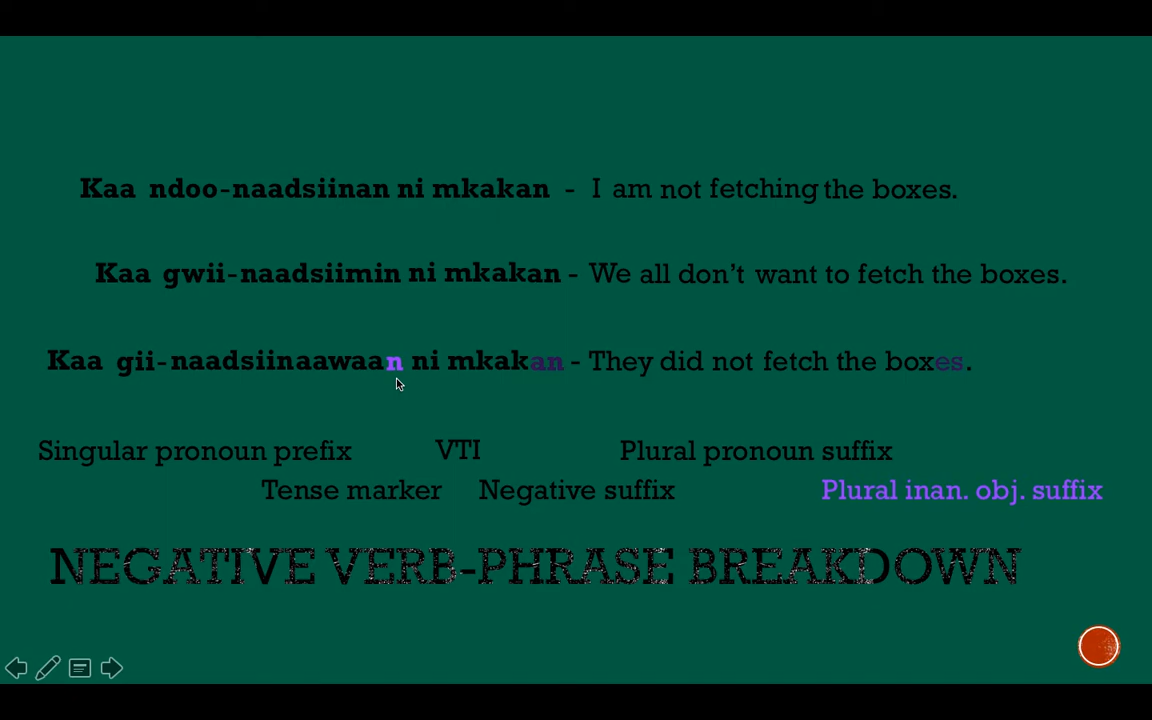 Kaa ndoo-naadsiinan ni mkakan - I am not fetching the boxes.
Kaa gwii-naadsiimin ni mkakan - We all don't want to fetch the boxes.
Kaa gii-naadsiinaawaan ni mkakan - They did not fetch the boxes.
Singular pronoun prefix VTI Plural pronoun suffix
Tense marker Negative suffix Plural inan. obj. suffix
NEGATIVE VERB-PHRASE BREAKDOWN